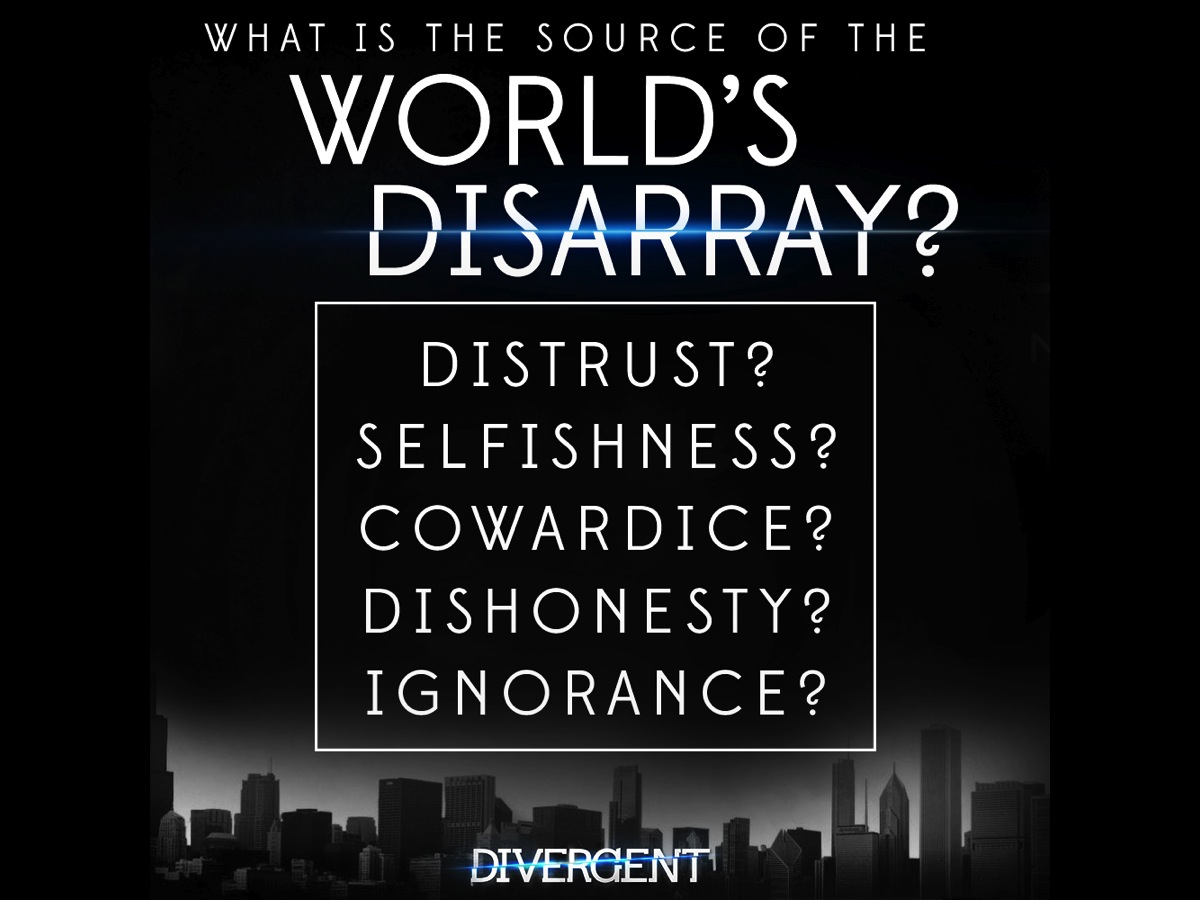 WHAT IS THE SOURCE OF THE
WORLD'S
DISARRAY?
DISTRUST?
SELFISHNESS?
COWARDICE?
DISHONESTY?
IGNORANCE?
DIVERGENT